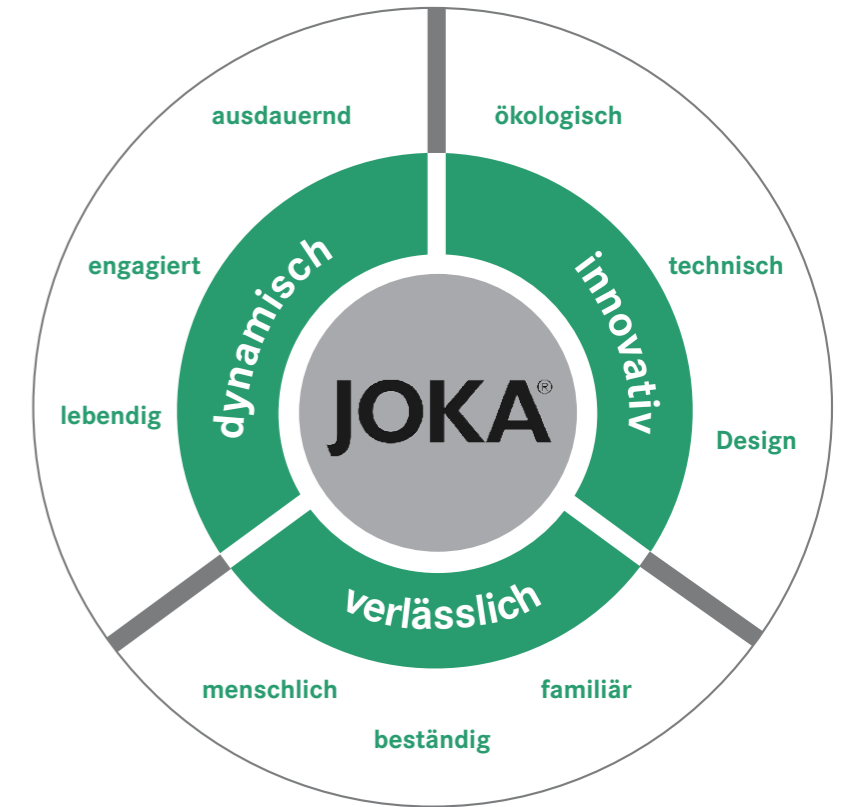 ausdauernd
ökologisch
engagiert
technisch
dynamisch
innovativ
JOKA®
lebendig
Design
verlässlich
menschlich
familiär
beständig